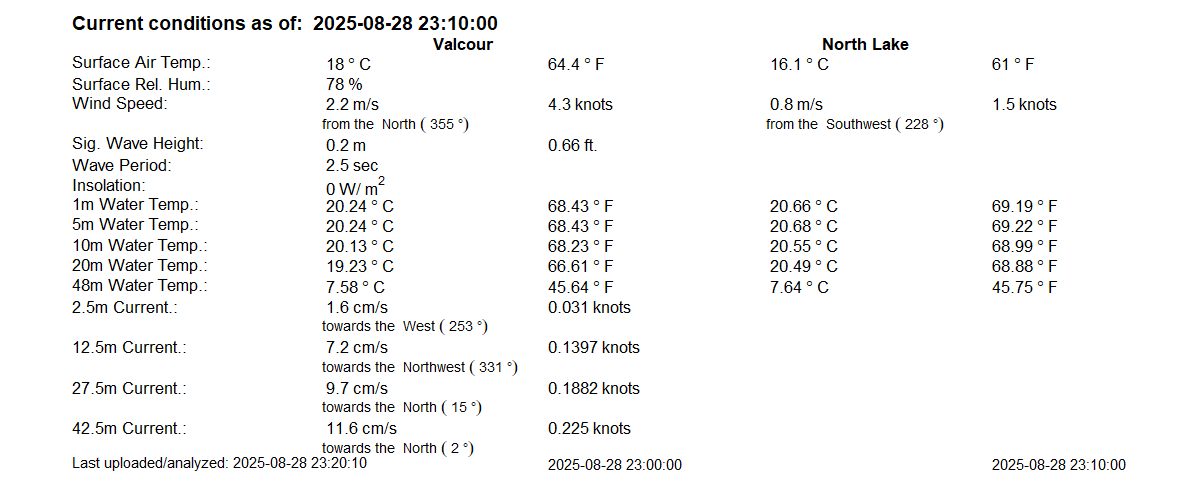 Current conditions as of:  2025-08-28 23:10:00
Valcour North Lake
Surface Air Temp.: 18 ° C 64.4 ° F 16.1 ° C 61 ° F
Surface Rel. Hum.: 78 %
Wind Speed: 2.2 m/s 4.3 knots 0.8 m/s 1.5 knots
from the  North ( 355 °) from the  Southwest ( 228 °)
Sig. Wave Height: 0.2 m 0.66 ft.
Wave Period: 2.5 sec
Insolation: 0 W/ m2
1m Water Temp.: 20.24 ° C 68.43 ° F 20.66 ° C 69.19 ° F
5m Water Temp.: 20.24 ° C 68.43 ° F 20.68 ° C 69.22 ° F
10m Water Temp.: 20.13 ° C 68.23 ° F 20.55 ° C 68.99 ° F
20m Water Temp.: 19.23 ° C 66.61 ° F 20.49 ° C 68.88 ° F
48m Water Temp.: 7.58 ° C 45.64 ° F 7.64 ° C 45.75 ° F
2.5m Current.: 1.6 cm/s 0.031 knots
towards the  West ( 253 °)
12.5m Current.: 7.2 cm/s 0.1397 knots
towards the  Northwest ( 331 °)
27.5m Current.: 9.7 cm/s 0.1882 knots
towards the  North ( 15 °)
42.5m Current.: 11.6 cm/s 0.225 knots
towards the  North ( 2 °)
Last uploaded/analyzed: 2025-08-28 23:20:10 2025-08-28 23:00:00 2025-08-28 23:10:00